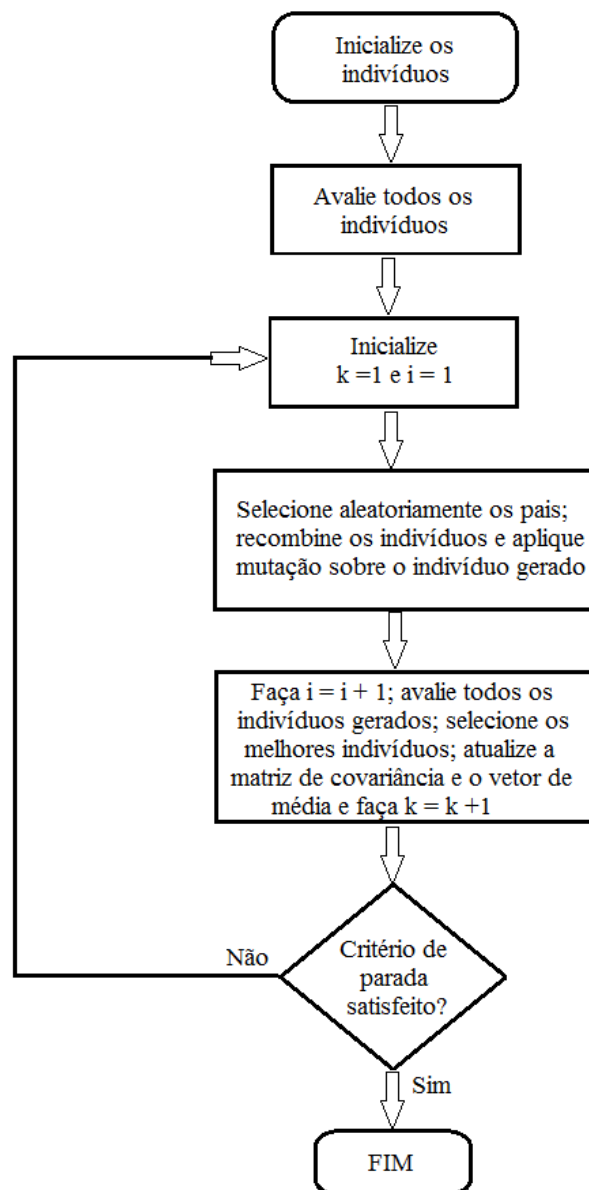 Inicialize os
indivíduos
Avalie todos os
indivíduos
Inicialize
k =1 e i = 1
Selecione aleatoriamente os pais;
recombine os indivíduos e aplique
mutação sobre o indivíduo gerado
Faça i = i + 1; avalie todos os
indivíduos gerados; selecione os
melhores indivíduos; atualize a
matriz de covariância e o vetor de
média e faça k = k +1
Não
Critério de
parada
satisfeito?
Sim
FIM